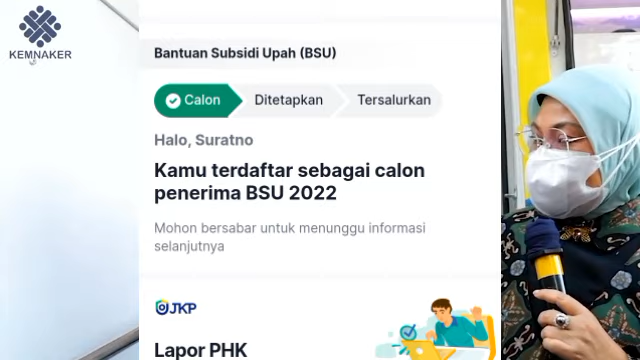 KEMNAKER
Bantuan Subsidi Upah (BSU)
Calon
Ditetapkan
Tersalurkan
Halo, Suratno
Kamu terdaftar sebagai calon
penerima BSU 2022
Mohon bersabar untuk menunggu informasi
selanjutnya
JKP
Lapor PHK